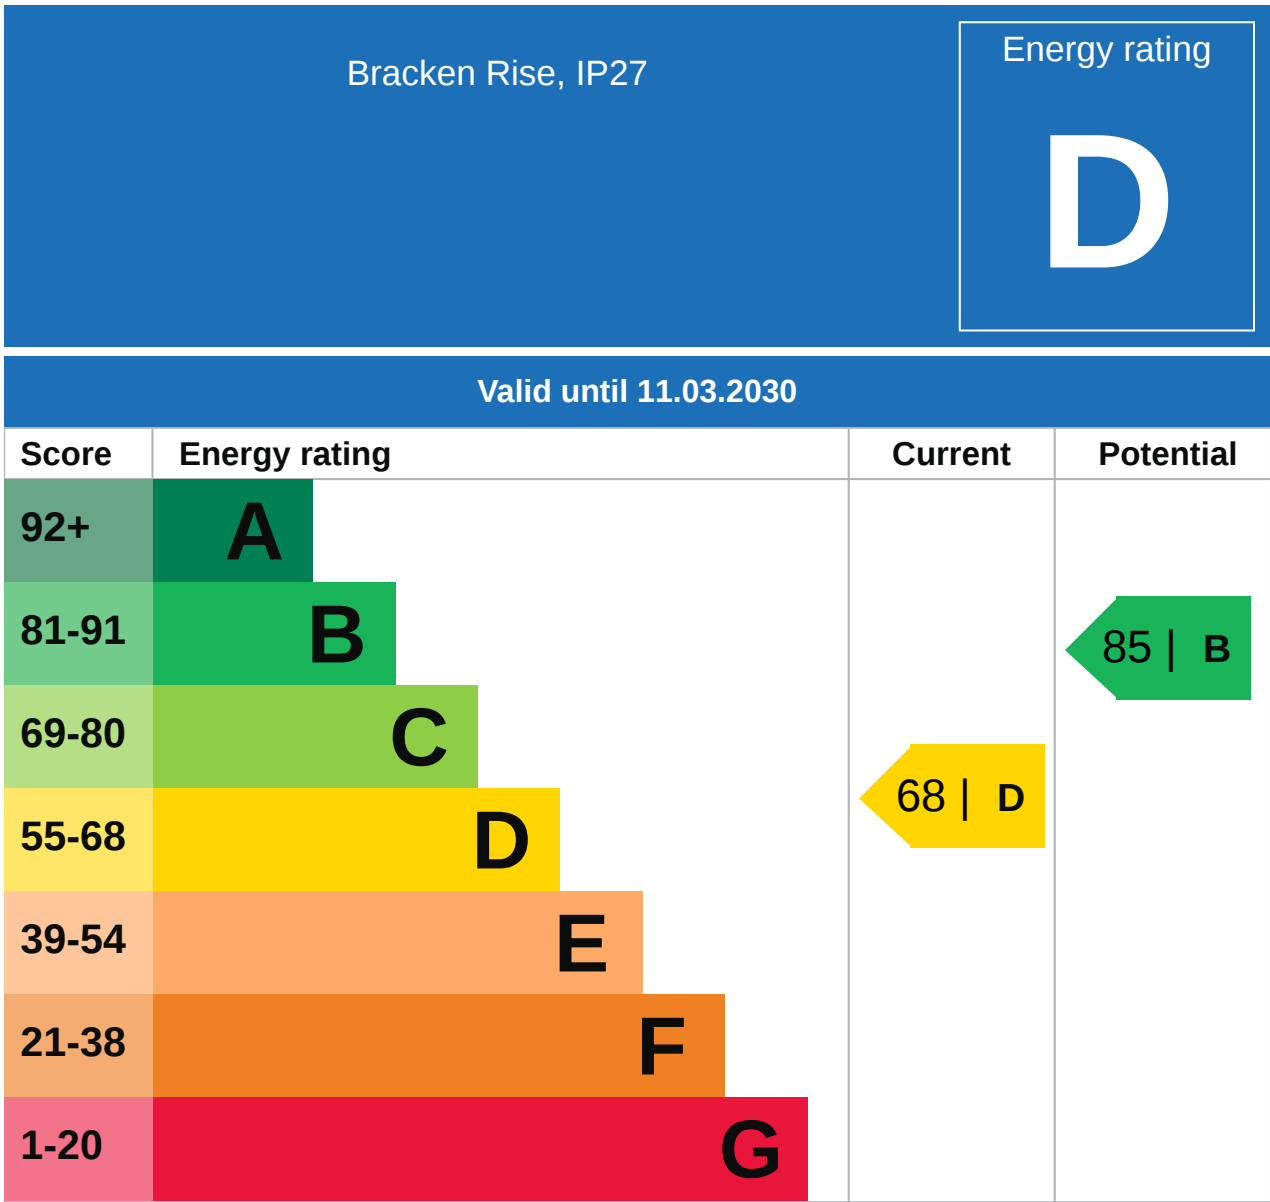 Bracken Rise, IP27
Energy rating
D
Valid until 11.03.2030
Score Energy rating Current Potential
92+ A
81-91 B
85 | B
69-80 C
68 | D
55-68 D
39-54 E
21-38 F
1-20 G